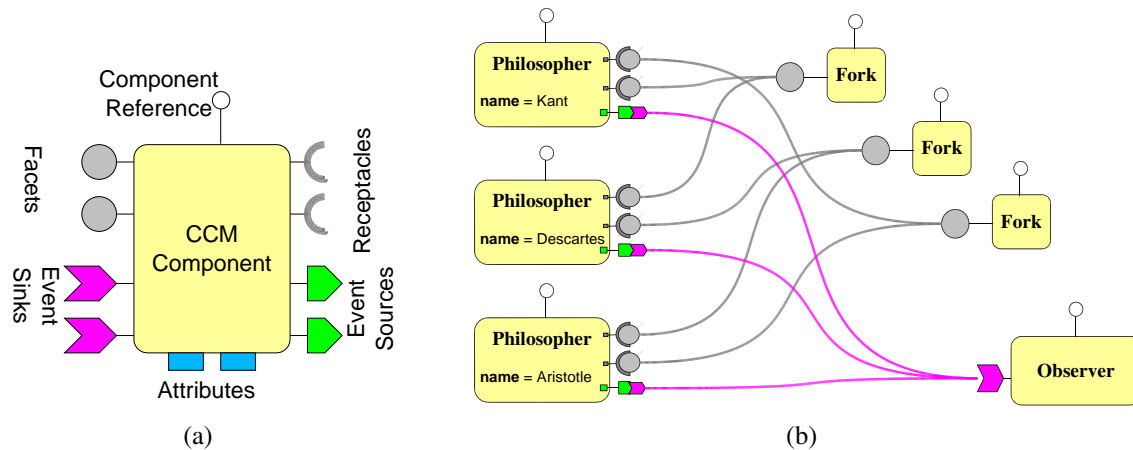 Component
Reference
Facets
Receptacles
CCM
Component
Event
Sinks
Event
Sources
Attributes
(a)
Philosopher
name = Kant
Philosopher
name = Descartes
Philosopher
name = Aristotle
Fork
Fork
Fork
Observer
(b)